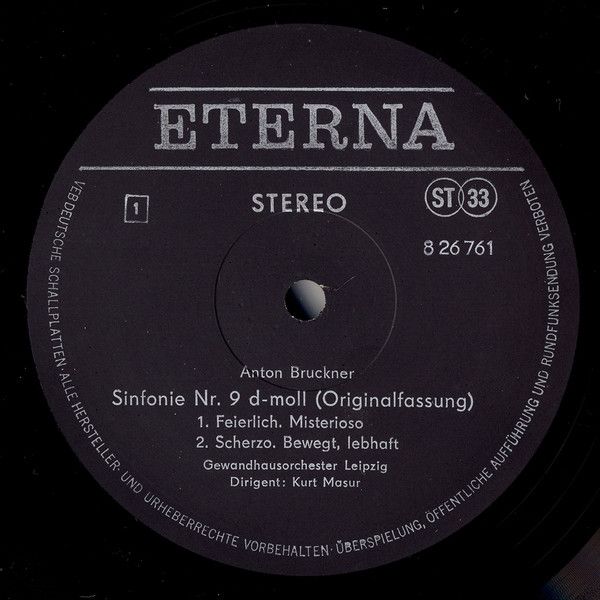 ETERNA
1
STEREO
ST 33
8 26 761
Anton Bruckner
Sinfonie Nr. 9 d-moll (Originalfassung)
1. Feierlich. Misterioso
2. Scherzo. Bewegt, lebhaft
Gewandhausorchester Leipzig
Dirigent: Kurt Masur
VEB DEUTSCHE SCHALLPLATTEN · ALLE HERSTELLER- UND URHEBERRECHTE VORBEHALTEN · ÜBERSPIELUNG, ÖFFENTLICHE AUFFÜHRUNG UND RUNDFUNKSENDUNG VERBOTEN